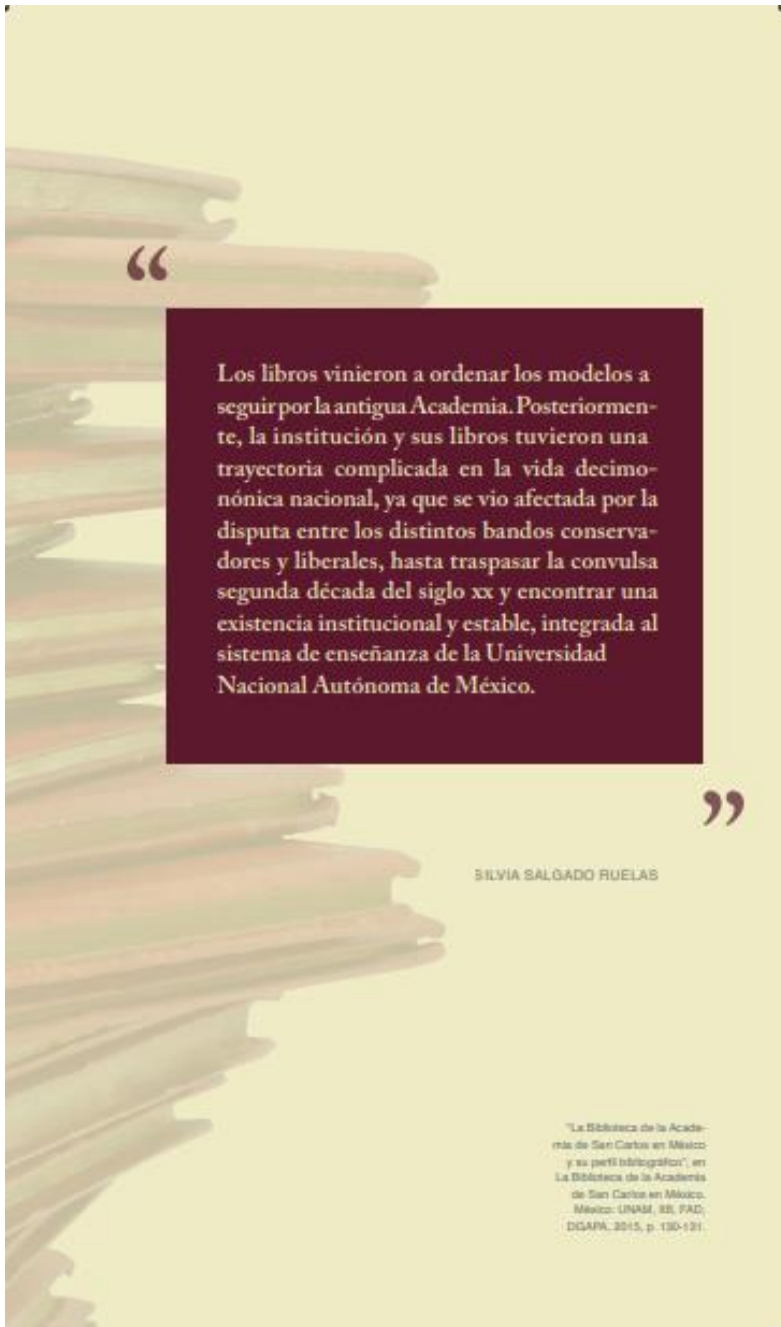 “
Los libros vinieron a ordenar los modelos a
seguir por la antigua Academia. Posteriormen-
te, la institución y sus libros tuvieron una
trayectoria complicada en la vida decimo-
nónica nacional, ya que se vio afectada por la
disputa entre los distintos bandos conserva-
dores y liberales, hasta traspasar la convulsa
segunda década del siglo xx y encontrar una
existencia institucional y estable, integrada al
sistema de enseñanza de la Universidad
Nacional Autónoma de México.
”
SILVIA SALGADO RUELAS
"La Biblioteca de la Acade-
mia de San Carlos en México
y su perfil bibliográfico", en
La Biblioteca de la Academia
de San Carlos en México.
México: UNAM, IIB, FAD,
DGAPA, 2015, p. 130-131.